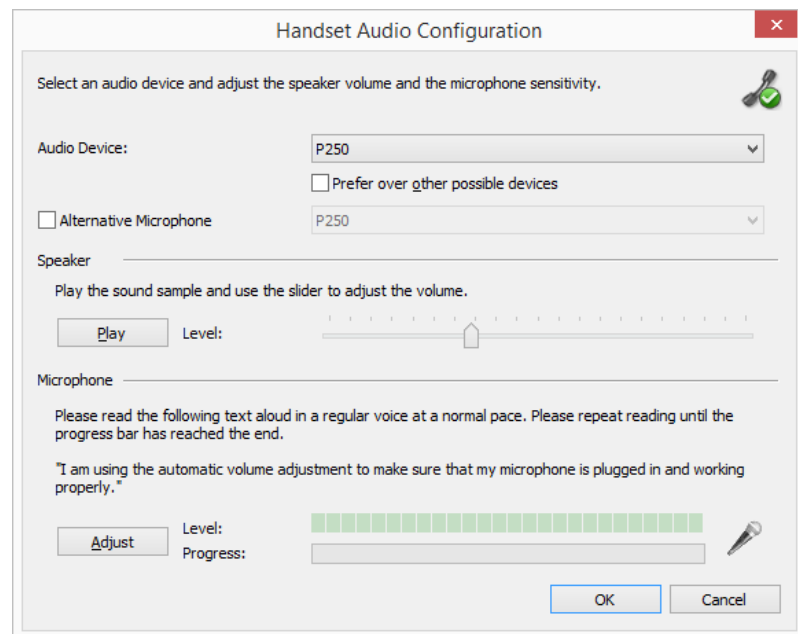 Handset Audio Configuration
Select an audio device and adjust the speaker volume and the microphone sensitivity.
Audio Device: P250
Prefer over other possible devices
Alternative Microphone P250
Speaker
Play the sound sample and use the slider to adjust the volume.
Play Level:
Microphone
Please read the following text aloud in a regular voice at a normal pace. Please repeat reading until the
progress bar has reached the end.
"I am using the automatic volume adjustment to make sure that my microphone is plugged in and working
properly."
Adjust Level:
Progress:
OK Cancel